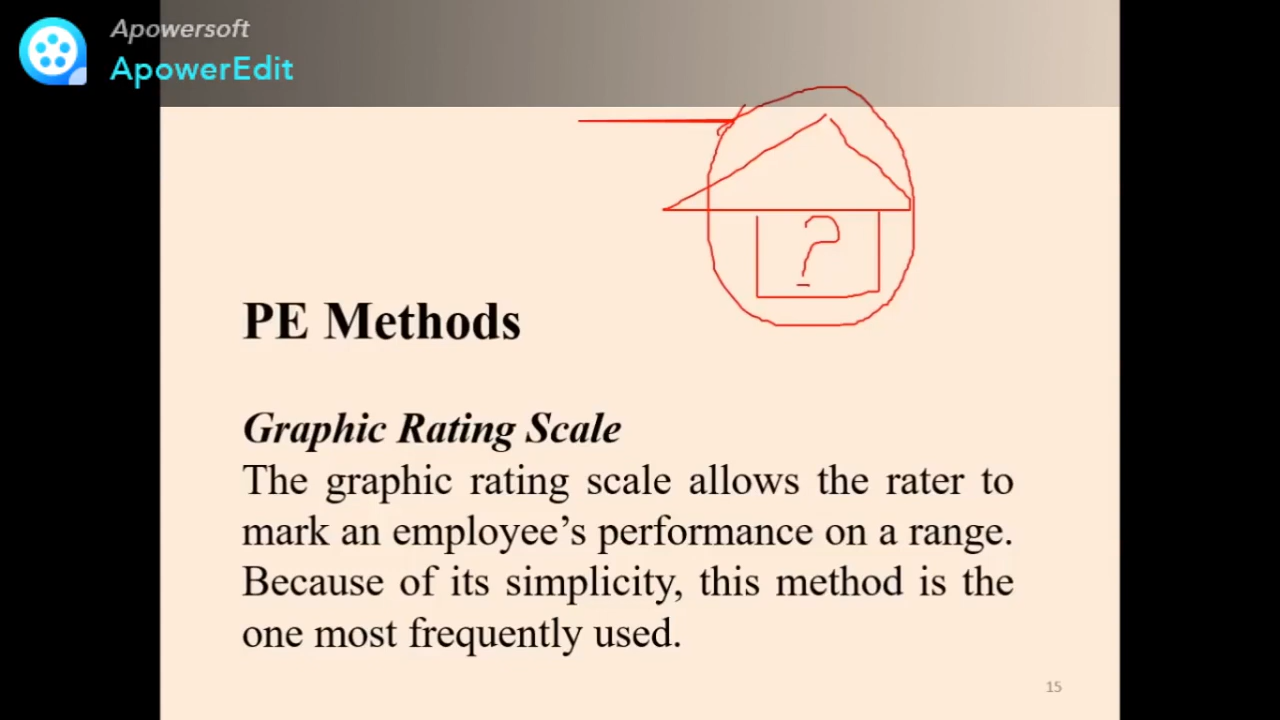 Apowersoft
ApowerEdit
?
PE Methods
Graphic Rating Scale
The graphic rating scale allows the rater to
mark an employee’s performance on a range.
Because of its simplicity, this method is the
one most frequently used.
15